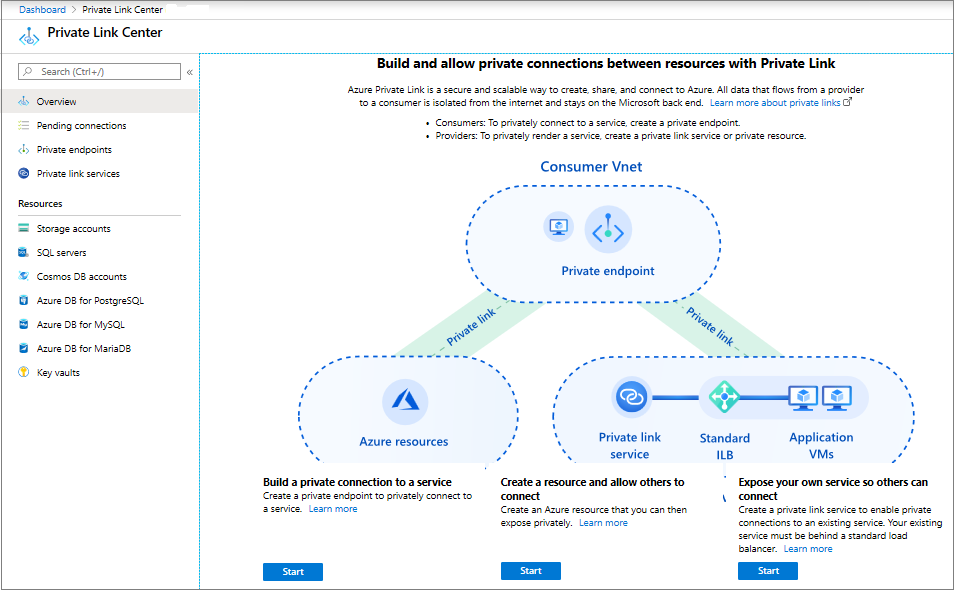 Dashboard > Private Link Center
Private Link Center
Search (Ctrl+/)
«
Overview
Pending connections
Private endpoints
Private link services
Resources
Storage accounts
SQL servers
Cosmos DB accounts
Azure DB for PostgreSQL
Azure DB for MySQL
Azure DB for MariaDB
Key vaults
Build and allow private connections between resources with Private Link
Azure Private Link is a secure and scalable way to create, share, and connect to Azure. All data that flows from a provider
to a consumer is isolated from the internet and stays on the Microsoft back end. Learn more about private links
• Consumers: To privately connect to a service, create a private endpoint.
• Providers: To privately render a service, create a private link service or private resource.
Consumer Vnet
Private endpoint
Private link
Private link
Azure resources
Private link
service
Standard
ILB
Application
VMs
Build a private connection to a service
Create a private endpoint to privately connect to
a service. Learn more
Start
Create a resource and allow others to
connect
Create an Azure resource that you can then
expose privately. Learn more
Start
Expose your own service so others can
connect
Create a private link service to enable private
connections to an existing service. Your existing
service must be behind a standard load
balancer. Learn more
Start